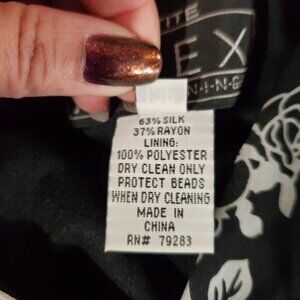 63% SILK
37% RAYON
LINING:
100% POLYESTER
DRY CLEAN ONLY
PROTECT BEADS
WHEN DRY CLEANING
MADE IN
CHINA
RN# 79283